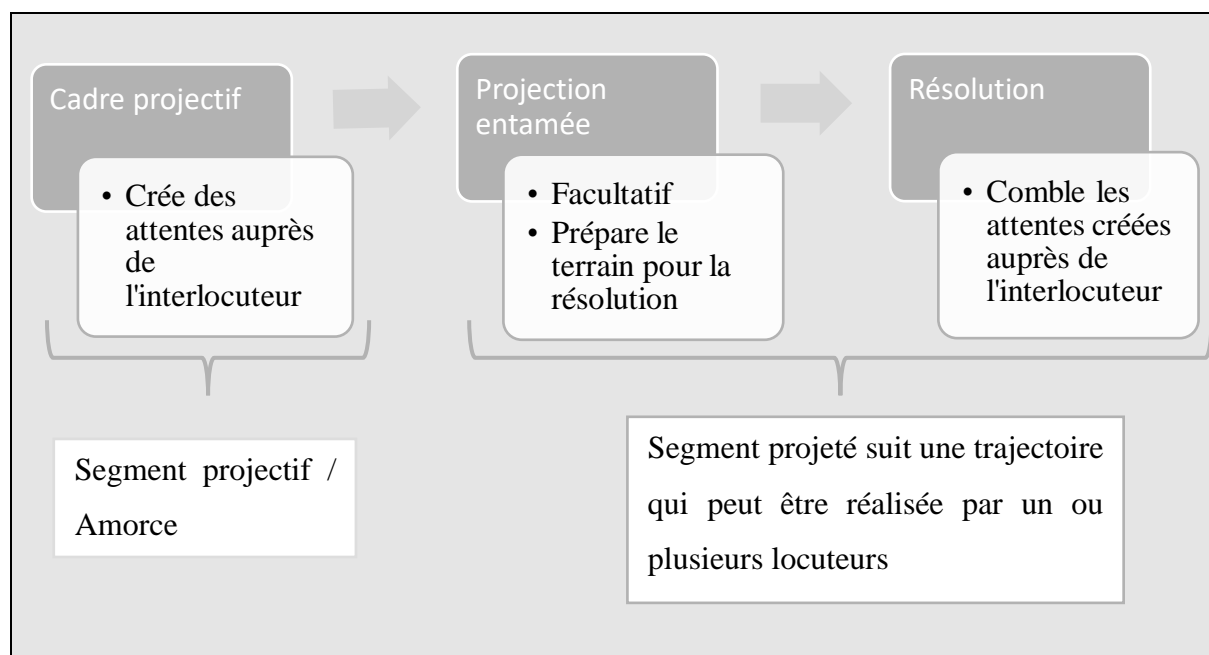 Cadre projectif
• Crée des
attentes auprès
de
l'interlocuteur
Projection
entamée
• Facultatif
• Prépare le
terrain pour la
résolution
Résolution
• Comble les
attentes créées
auprès de
l'interlocuteur
Segment projectif /
Amorce
Segment projeté suit une trajectoire
qui peut être réalisée par un ou
plusieurs locuteurs